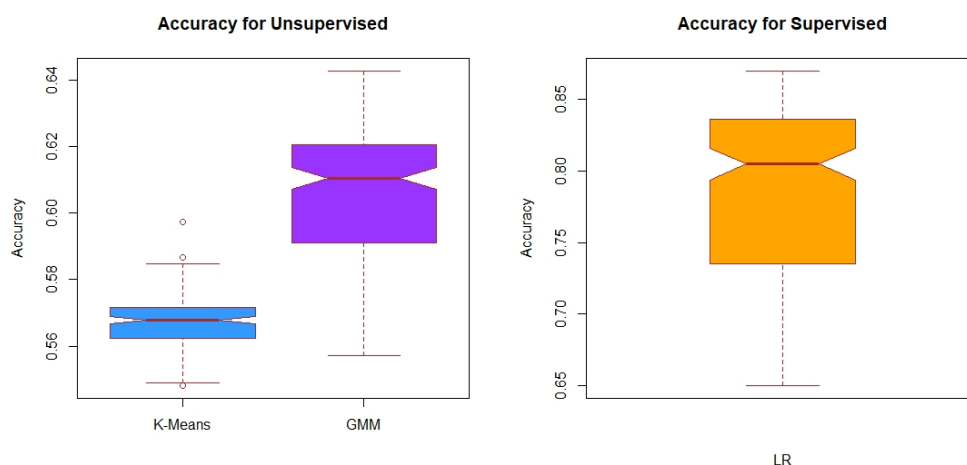 Accuracy for Unsupervised
Accuracy
0.64
0.62
0.60
0.58
0.56
K-Means
GMM
Accuracy for Supervised
Accuracy
0.85
0.80
0.75
0.70
0.65
LR